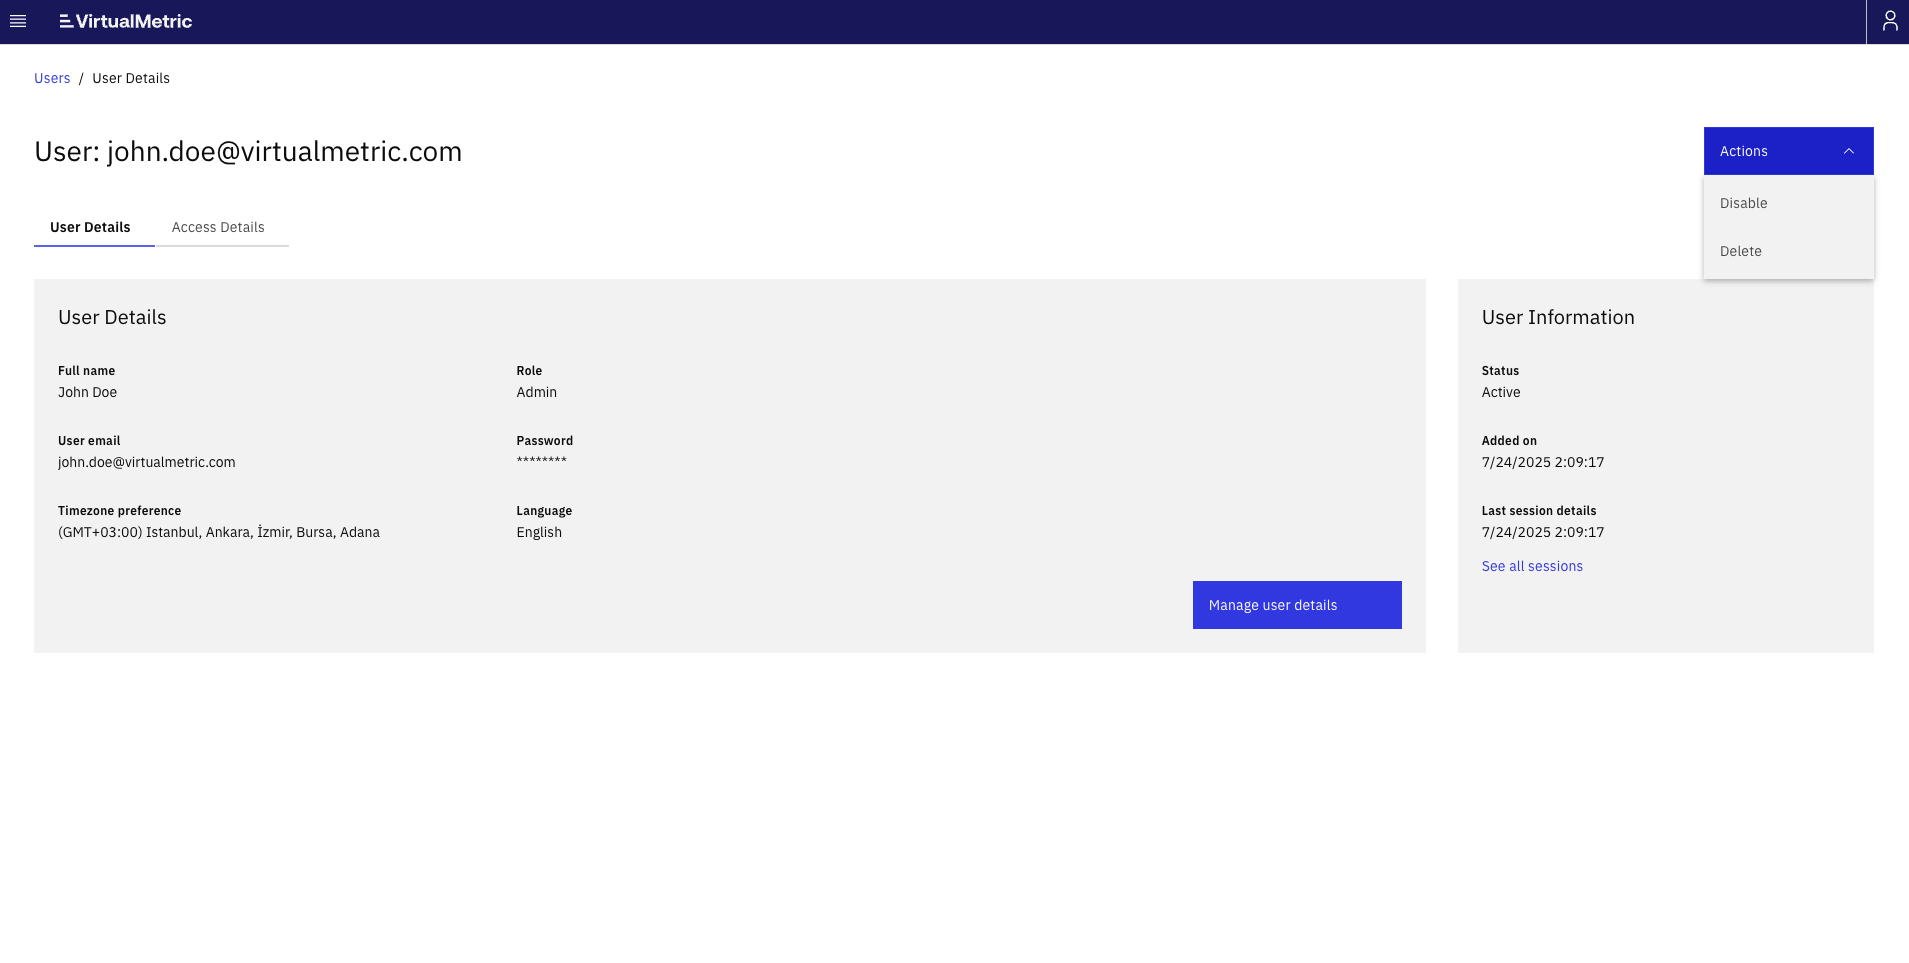 VirtualMetric
Users / User Details
User: john.doe@virtualmetric.com
Actions
Disable
Delete
User Details
Access Details
User Details
Full name
John Doe
Role
Admin
User email
john.doe@virtualmetric.com
Password
********
Timezone preference
(GMT+03:00) Istanbul, Ankara, İzmir, Bursa, Adana
Language
English
Manage user details
User Information
Status
Active
Added on
7/24/2025 2:09:17
Last session details
7/24/2025 2:09:17
See all sessions